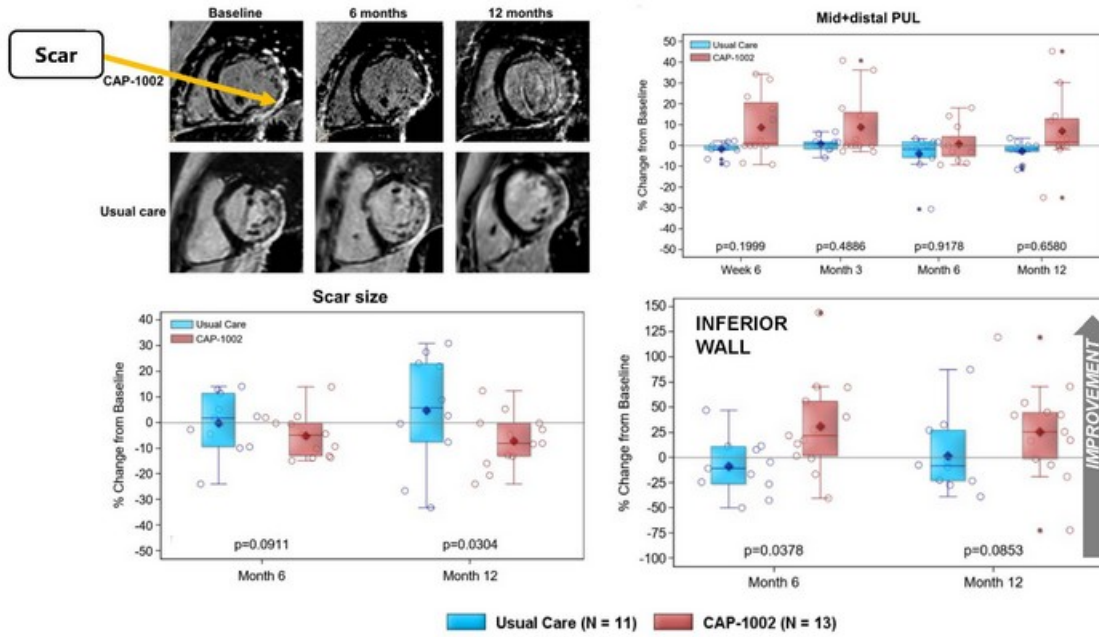 Baseline 6 months 12 months
Scar
CAP-1002
Usual care
Mid+distal PUL
Usual Care
CAP-1002
% Change from Baseline
50
40
30
20
10
0
-10
-20
-30
-40
-50
p=0.1999 p=0.4886 p=0.9178 p=0.6580
Week 6 Month 3 Month 6 Month 12
Scar size
Usual Care
CAP-1002
% Change from Baseline
40
30
20
10
0
-10
-20
-30
-40
-50
p=0.0911 p=0.0304
Month 6 Month 12
INFERIOR
WALL
IMPROVEMENT
% Change from Baseline
150
125
100
75
50
25
0
-25
-50
-75
-100
p=0.0378 p=0.0853
Month 6 Month 12
Usual Care (N = 11) CAP-1002 (N = 13)